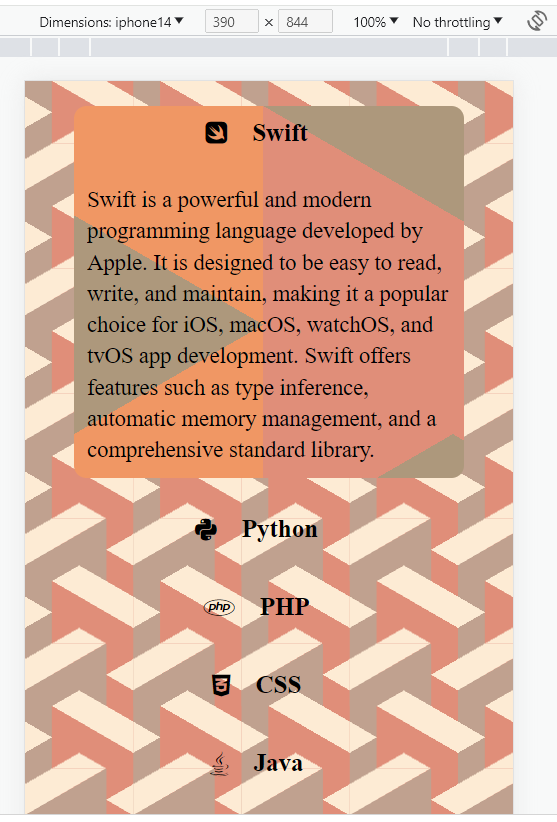 Dimensions: iphone14 ▼ 390 × 844 100% ▼ No throttling ▼
Swift
Swift is a powerful and modern
programming language developed by
Apple. It is designed to be easy to read,
write, and maintain, making it a popular
choice for iOS, macOS, watchOS, and
tvOS app development. Swift offers
features such as type inference,
automatic memory management, and a
comprehensive standard library.
Python
php PHP
3 CSS
Java